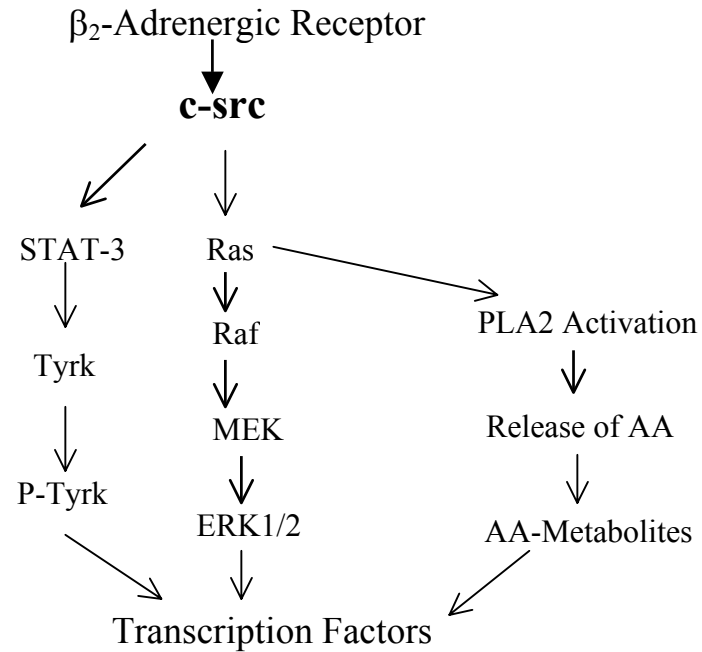 β₂-Adrenergic Receptor
c-src
STAT-3
Ras
PLA2 Activation
Raf
Tyrk
MEK
Release of AA
P-Tyrk
ERK1/2
AA-Metabolites
Transcription Factors